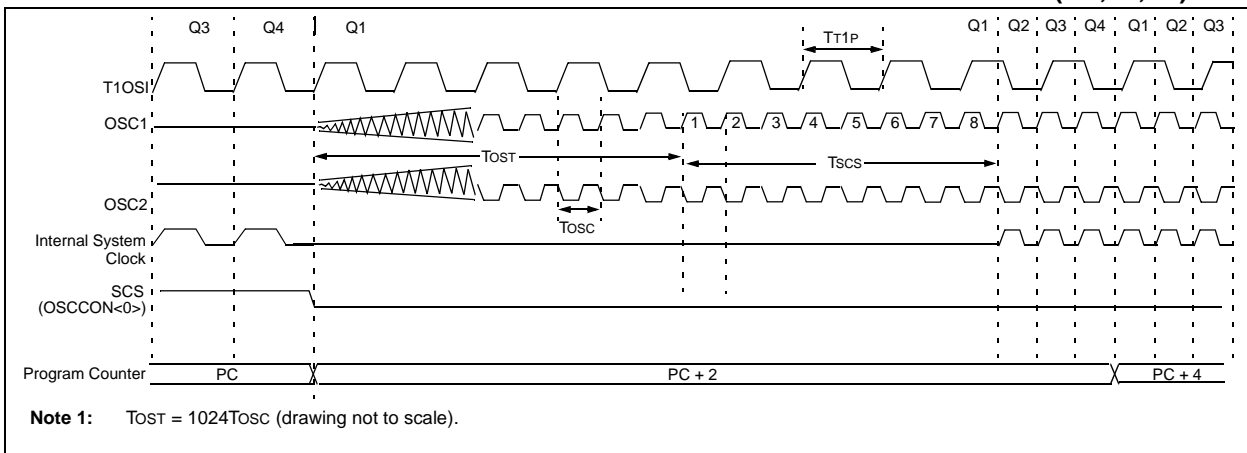 Q3 Q4 Q1 Q1 Q2 Q3 Q4 Q1 Q2 Q3
TT1P
T1OSI
OSC1
1 2 3 4 5 6 7 8
TOST
TSCS
OSC2
TOSC
Internal System
Clock
SCS
(OSCCON<0>)
Program Counter PC PC + 2 PC + 4
Note 1: TOST = 1024TOSC (drawing not to scale).